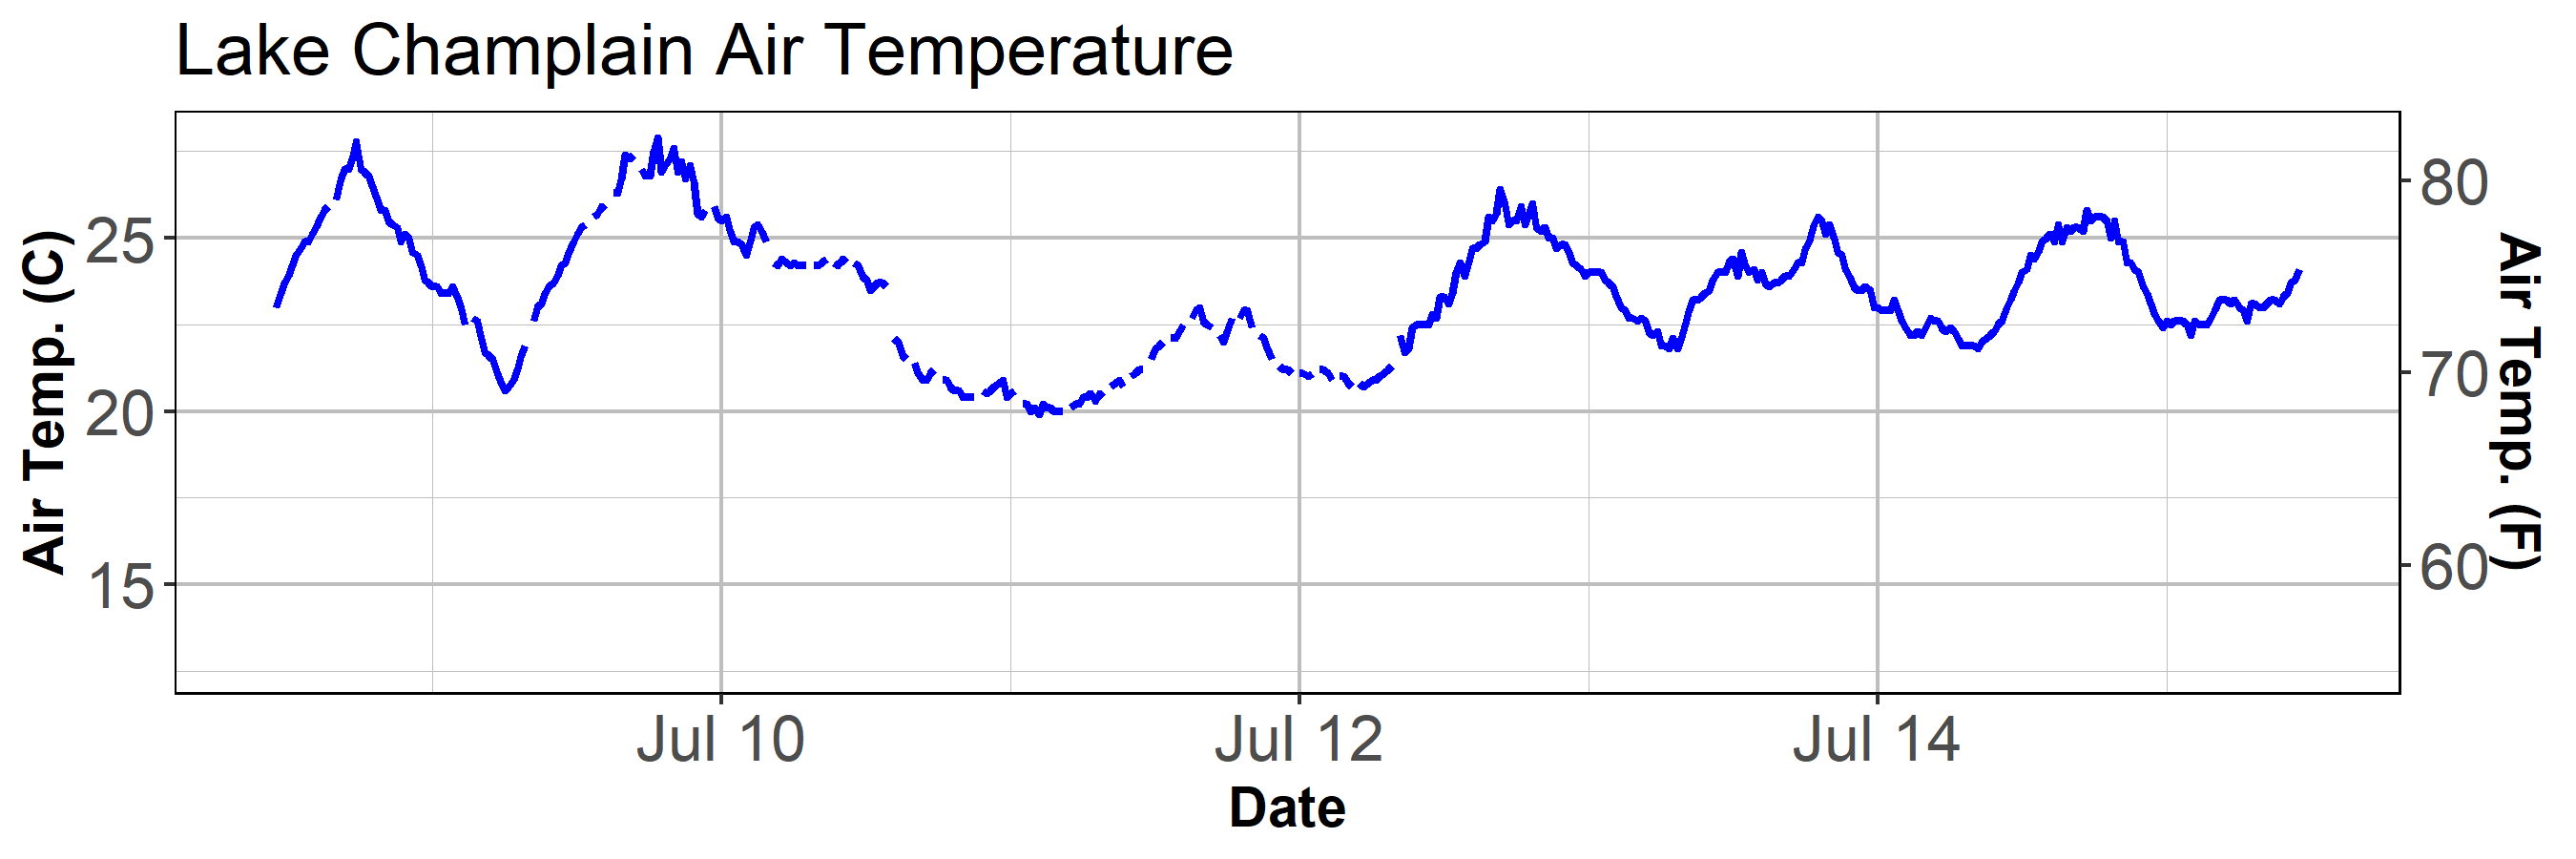 Lake Champlain Air Temperature
Air Temp. (C)
25
20
15
80
70
60
Air Temp. (F)
Jul 10 Jul 12 Jul 14
Date